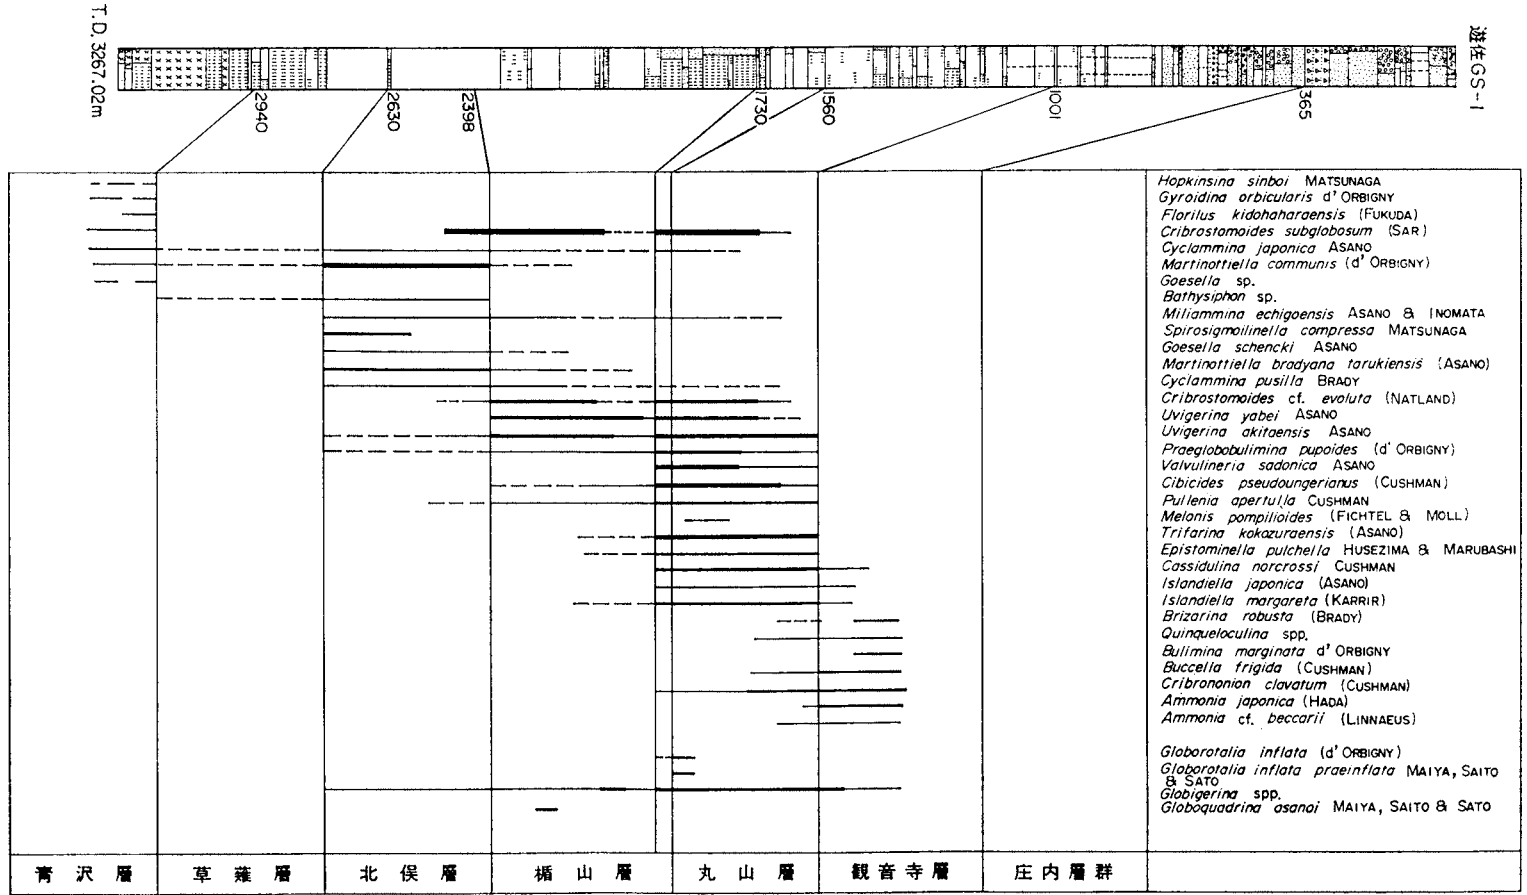 遊佐GS-1
T.D. 3267.02m
2940
2630
2398
1730
1560
1001
365
Hopkinsina sinboi MATSUNAGA
Gyroidina orbicularis d'ORBIGNY
Florilus kidohaharaensis (FUKUDA)
Cribrostomoides subglobosum (SAR)
Cyclammina japonica ASANO
Martinottiella communis (d'ORBIGNY)
Goesella sp.
Bathysiphon sp.
Miliammina echigoensis ASANO & INOMATA
Spirosigmoilinella compressa MATSUNAGA
Goesella schencki ASANO
Martinottiella bradyana tarukiensis (ASANO)
Cyclammina pusilla BRADY
Cribrostomoides cf. evoluta (NATLAND)
Uvigerina yabei ASANO
Uvigerina akitaensis ASANO
Praeglobobulimina pupoides (d'ORBIGNY)
Valvulineria sadonica ASANO
Cibicides pseudoungerianus (CUSHMAN)
Pullenia apertulla CUSHMAN
Melonis pompilioides (FICHTEL & MOLL)
Trifarina kokozuraensis (ASANO)
Epistominella pulchella HUSEZIMA & MARUBASHI
Cassidulina norcrossi CUSHMAN
Islandiella japonica (ASANO)
Islandiella margareta (KARRIR)
Brizarina robusta (BRADY)
Quinqueloculina spp.
Bulimina marginata d'ORBIGNY
Buccella frigida (CUSHMAN)
Cribrononion clavatum (CUSHMAN)
Ammonia japonica (HADA)
Ammonia cf. beccarii (LINNAEUS)
Globorotalia inflata (d'ORBIGNY)
Globorotalia inflata praeinflata MAIYA, SAITO
& SATO
Globigerina spp.
Globoquadrina asanoi MAIYA, SAITO & SATO
青沢層
草薙層
北俣層
楯山層
丸山層
観音寺層
庄内層群